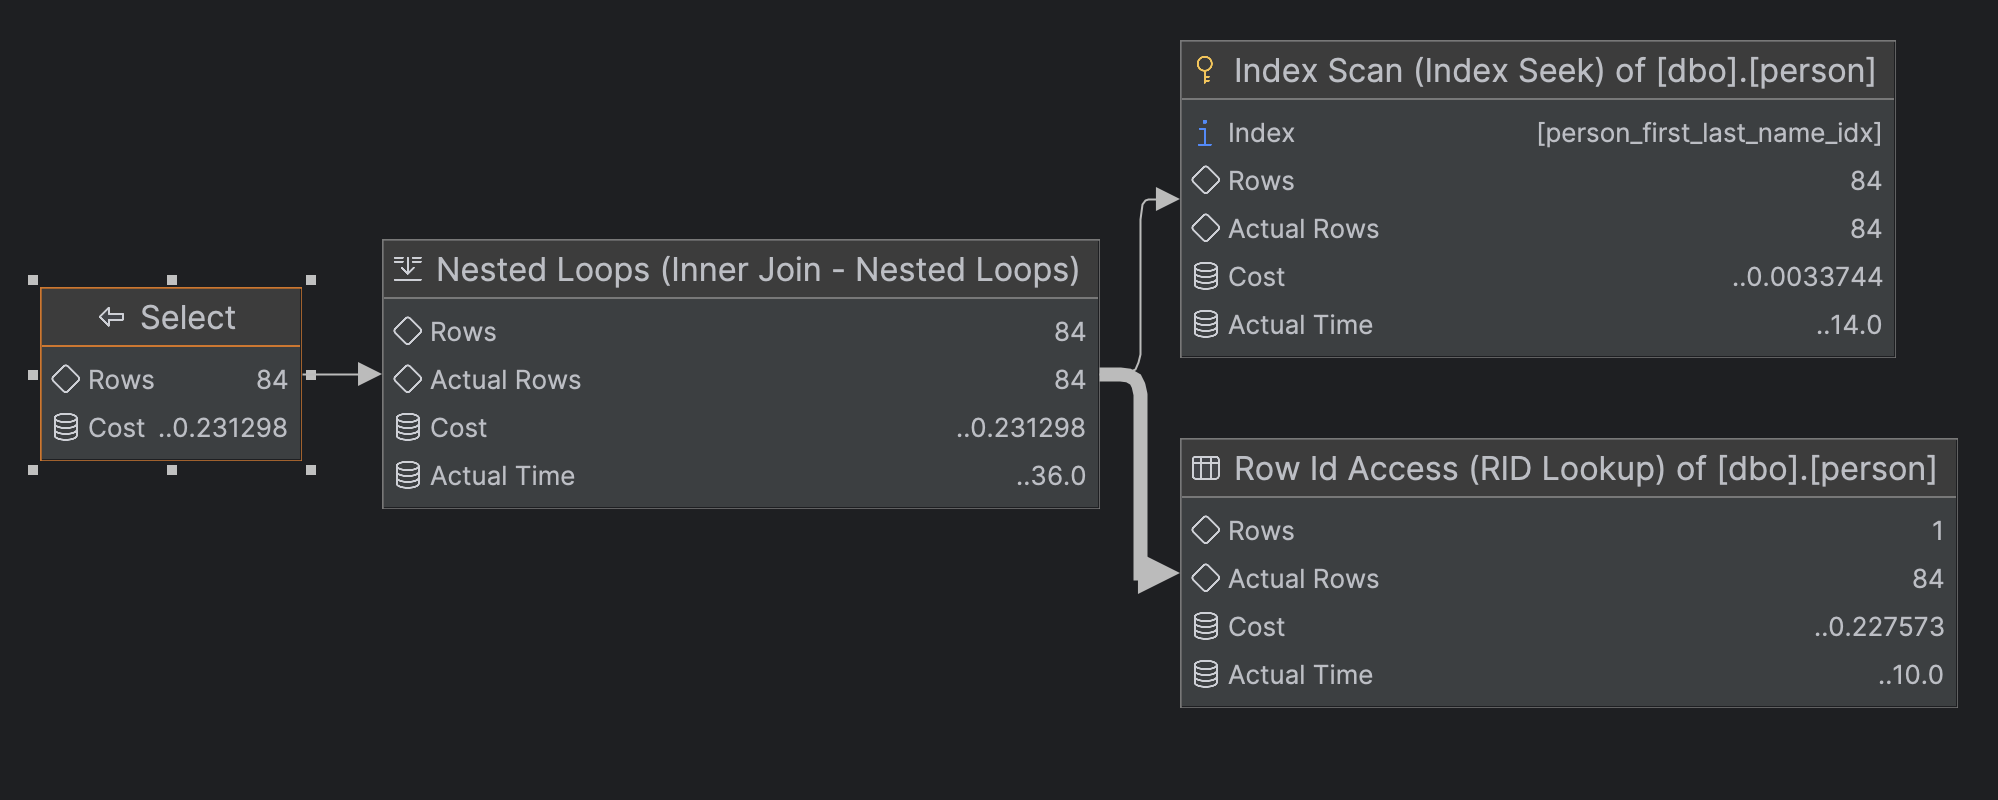 Select
Rows 84
Cost ..0.231298
Nested Loops (Inner Join - Nested Loops)
Rows 84
Actual Rows 84
Cost ..0.231298
Actual Time ..36.0
Index Scan (Index Seek) of [dbo].[person]
Index [person_first_last_name_idx]
Rows 84
Actual Rows 84
Cost ..0.0033744
Actual Time ..14.0
Row Id Access (RID Lookup) of [dbo].[person]
Rows 1
Actual Rows 84
Cost ..0.227573
Actual Time ..10.0